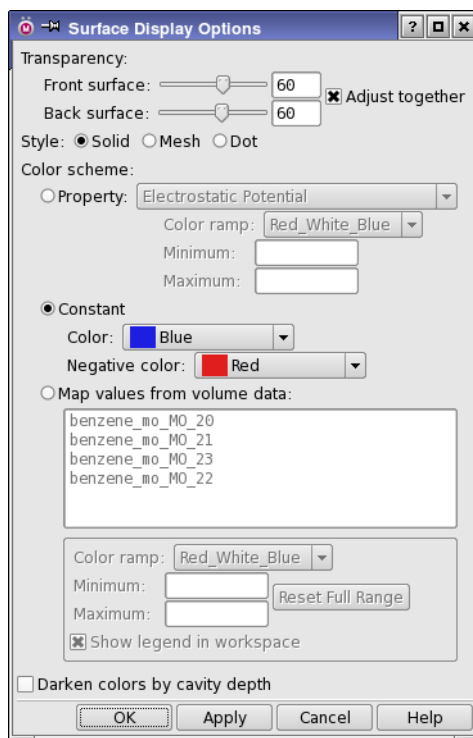 Surface Display Options
?
Transparency:
Front surface: 60
Adjust together
Back surface: 60
Style: Solid Mesh Dot
Color scheme:
Property: Electrostatic Potential
Color ramp: Red_White_Blue
Minimum:
Maximum:
Constant
Color: Blue
Negative color: Red
Map values from volume data:
benzene_mo_MO_20
benzene_mo_MO_21
benzene_mo_MO_23
benzene_mo_MO_22
Color ramp: Red_White_Blue
Minimum:
Reset Full Range
Maximum:
Show legend in workspace
Darken colors by cavity depth
OK Apply Cancel Help